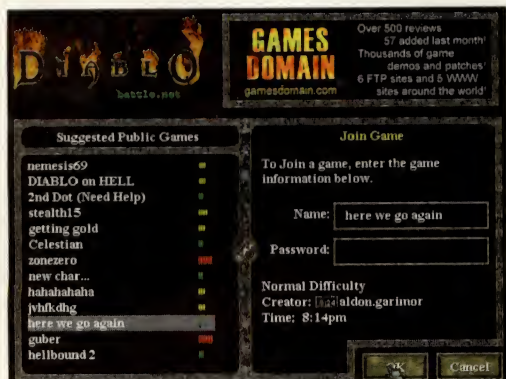 DIABLO
battle.net
GAMES
DOMAIN
gamesdomain.com
Over 500 reviews
57 added last month!
Thousands of game
demos and patches!
6 FTP sites and 5 WWW
sites around the world!
Suggested Public Games
nemesis69
DIABLO on HELL
2nd Dot (Need Help)
stealth15
getting gold
Celestian
zonezero
new char...
hahahahaha
jvhfkdhg
here we go again
guber
hellbound 2
Join Game
To Join a game, enter the game
information below.
Name: here we go again
Password:
Normal Difficulty
Creator: aldon.garimor
Time: 8:14pm
OK
Cancel